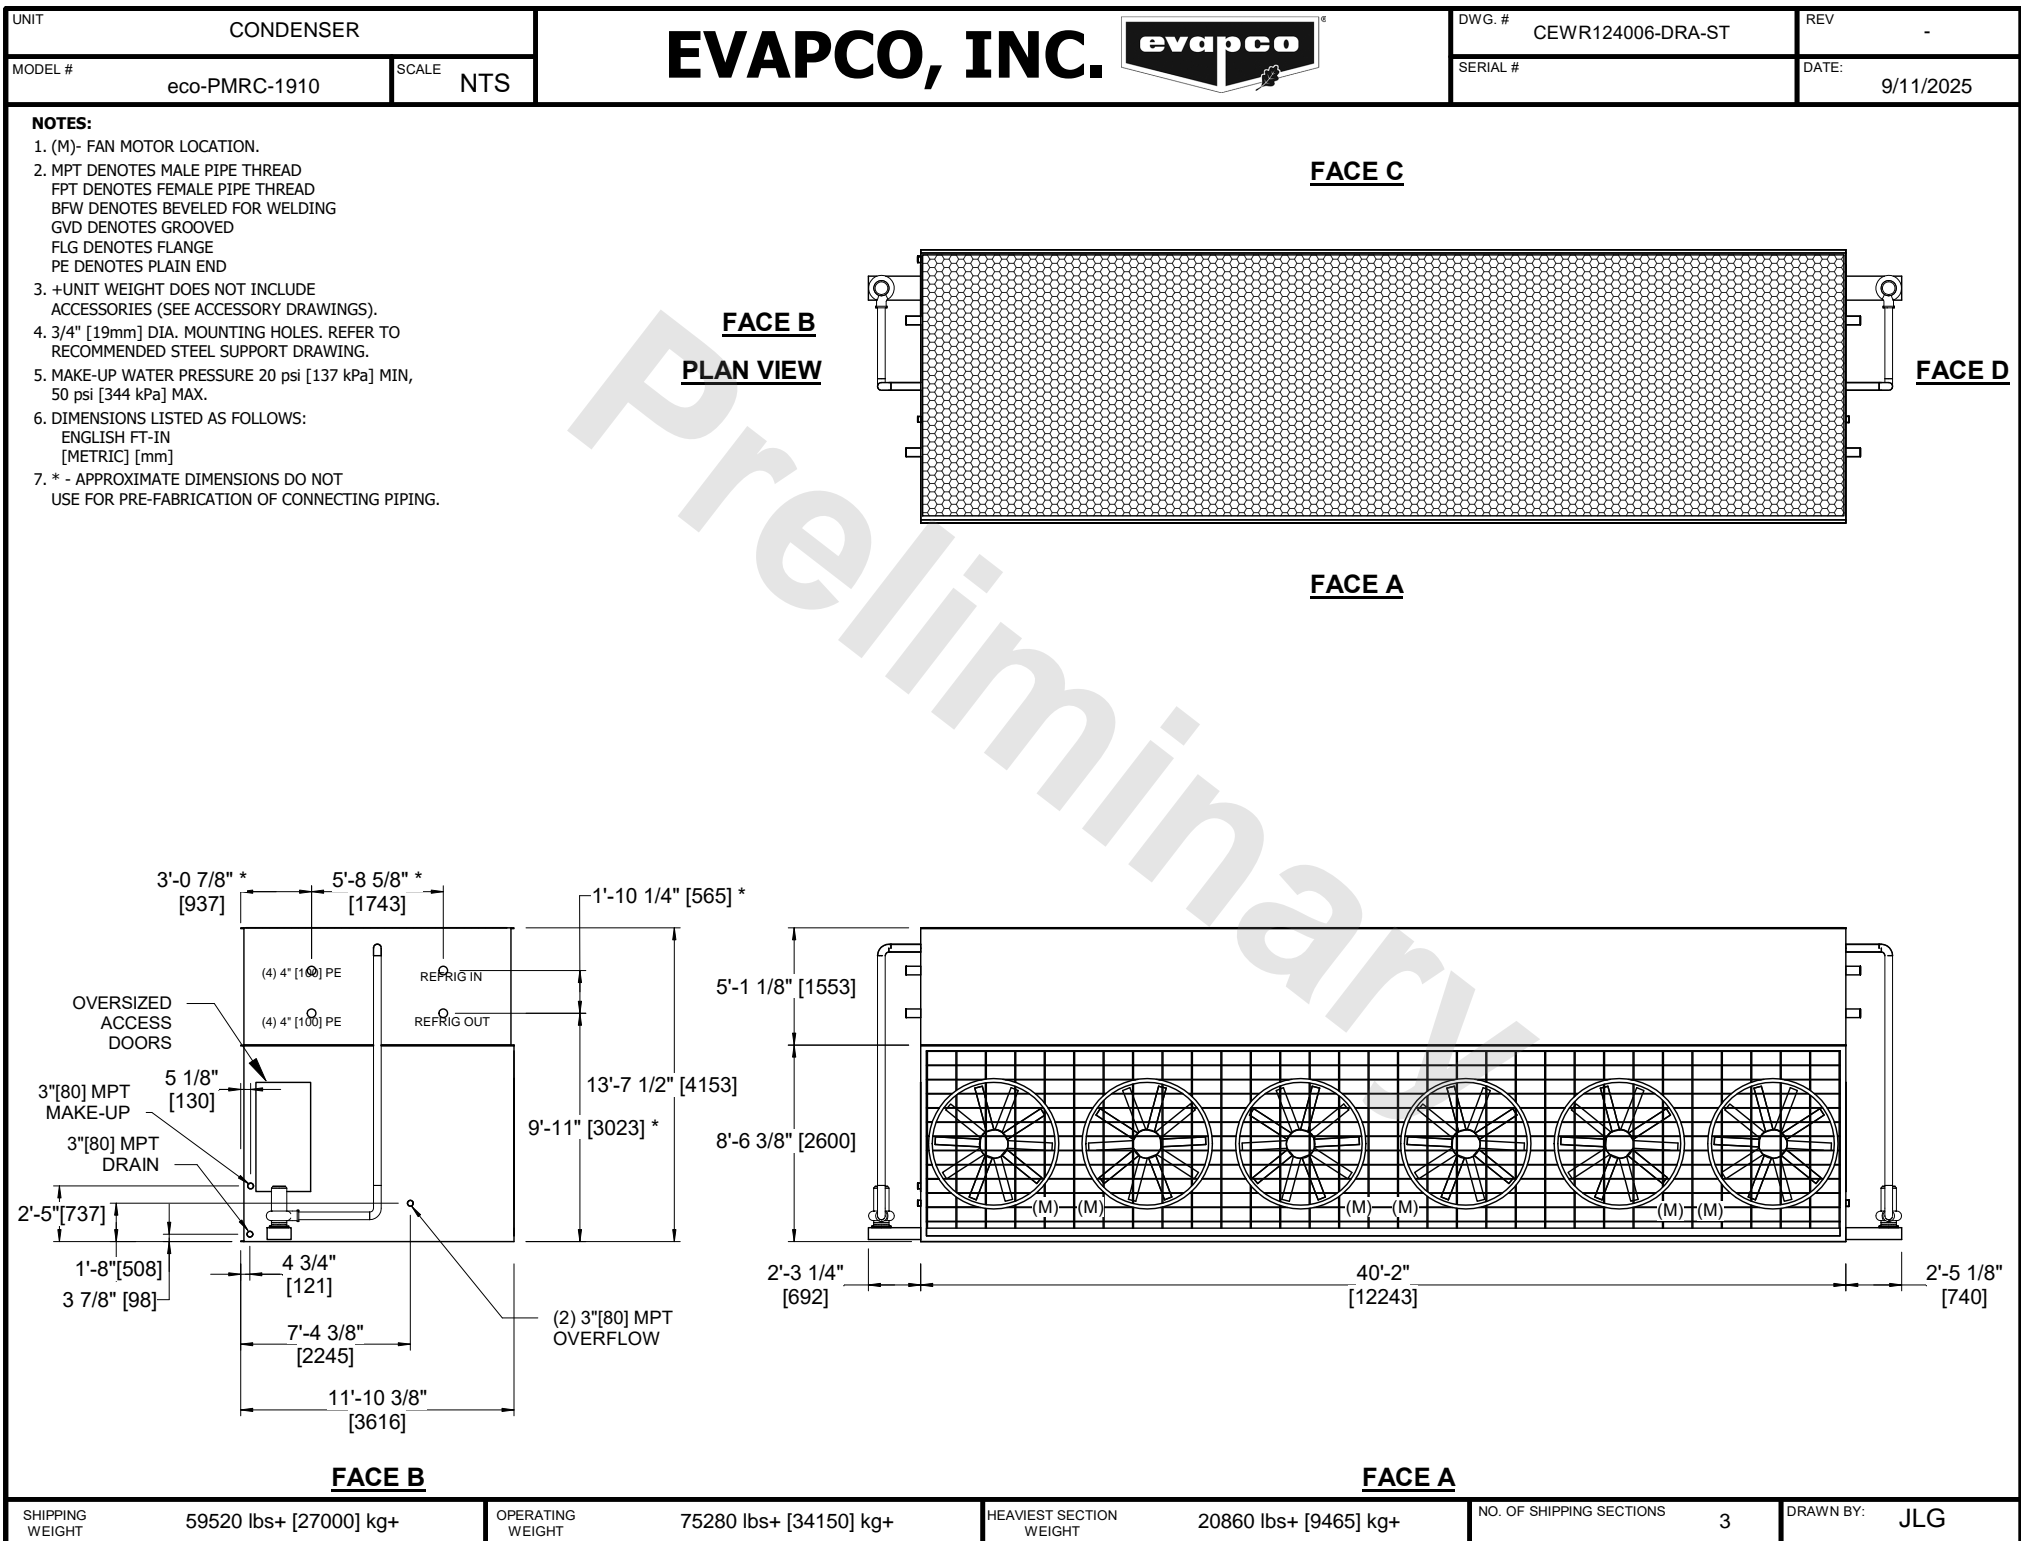 UNIT
CONDENSER
MODEL #
eco-PMRC-1910
SCALE
NTS
EVAPCO, INC.
evapco
®
DWG. #
CEWR124006-DRA-ST
REV
-
SERIAL #
DATE:
9/11/2025
NOTES:
1. (M)- FAN MOTOR LOCATION.
2. MPT DENOTES MALE PIPE THREAD
FPT DENOTES FEMALE PIPE THREAD
BFW DENOTES BEVELED FOR WELDING
GVD DENOTES GROOVED
FLG DENOTES FLANGE
PE DENOTES PLAIN END
3. +UNIT WEIGHT DOES NOT INCLUDE
ACCESSORIES (SEE ACCESSORY DRAWINGS).
4. 3/4" [19mm] DIA. MOUNTING HOLES. REFER TO
RECOMMENDED STEEL SUPPORT DRAWING.
5. MAKE-UP WATER PRESSURE 20 psi [137 kPa] MIN,
50 psi [344 kPa] MAX.
6. DIMENSIONS LISTED AS FOLLOWS:
ENGLISH FT-IN
[METRIC] [mm]
7. * - APPROXIMATE DIMENSIONS DO NOT
USE FOR PRE-FABRICATION OF CONNECTING PIPING.
FACE C
FACE B
PLAN VIEW
FACE D
FACE A
Preliminary
3'-0 7/8" *
[937]
5'-8 5/8" *
[1743]
1'-10 1/4" [565] *
(4) 4" [100] PE
REFRIG IN
(4) 4" [100] PE
REFRIG OUT
OVERSIZED
ACCESS
DOORS
5 1/8"
[130]
3"[80] MPT
MAKE-UP
3"[80] MPT
DRAIN
13'-7 1/2" [4153]
9'-11" [3023] *
2'-5"[737]
1'-8"[508]
3 7/8" [98]
4 3/4"
[121]
(2) 3"[80] MPT
OVERFLOW
7'-4 3/8"
[2245]
11'-10 3/8"
[3616]
FACE B
5'-1 1/8" [1553]
8'-6 3/8" [2600]
(M) (M) (M) (M) (M) (M)
2'-3 1/4"
[692]
40'-2"
[12243]
2'-5 1/8"
[740]
FACE A
SHIPPING
WEIGHT
59520 lbs+ [27000] kg+
OPERATING
WEIGHT
75280 lbs+ [34150] kg+
HEAVIEST SECTION
WEIGHT
20860 lbs+ [9465] kg+
NO. OF SHIPPING SECTIONS
3
DRAWN BY:
JLG